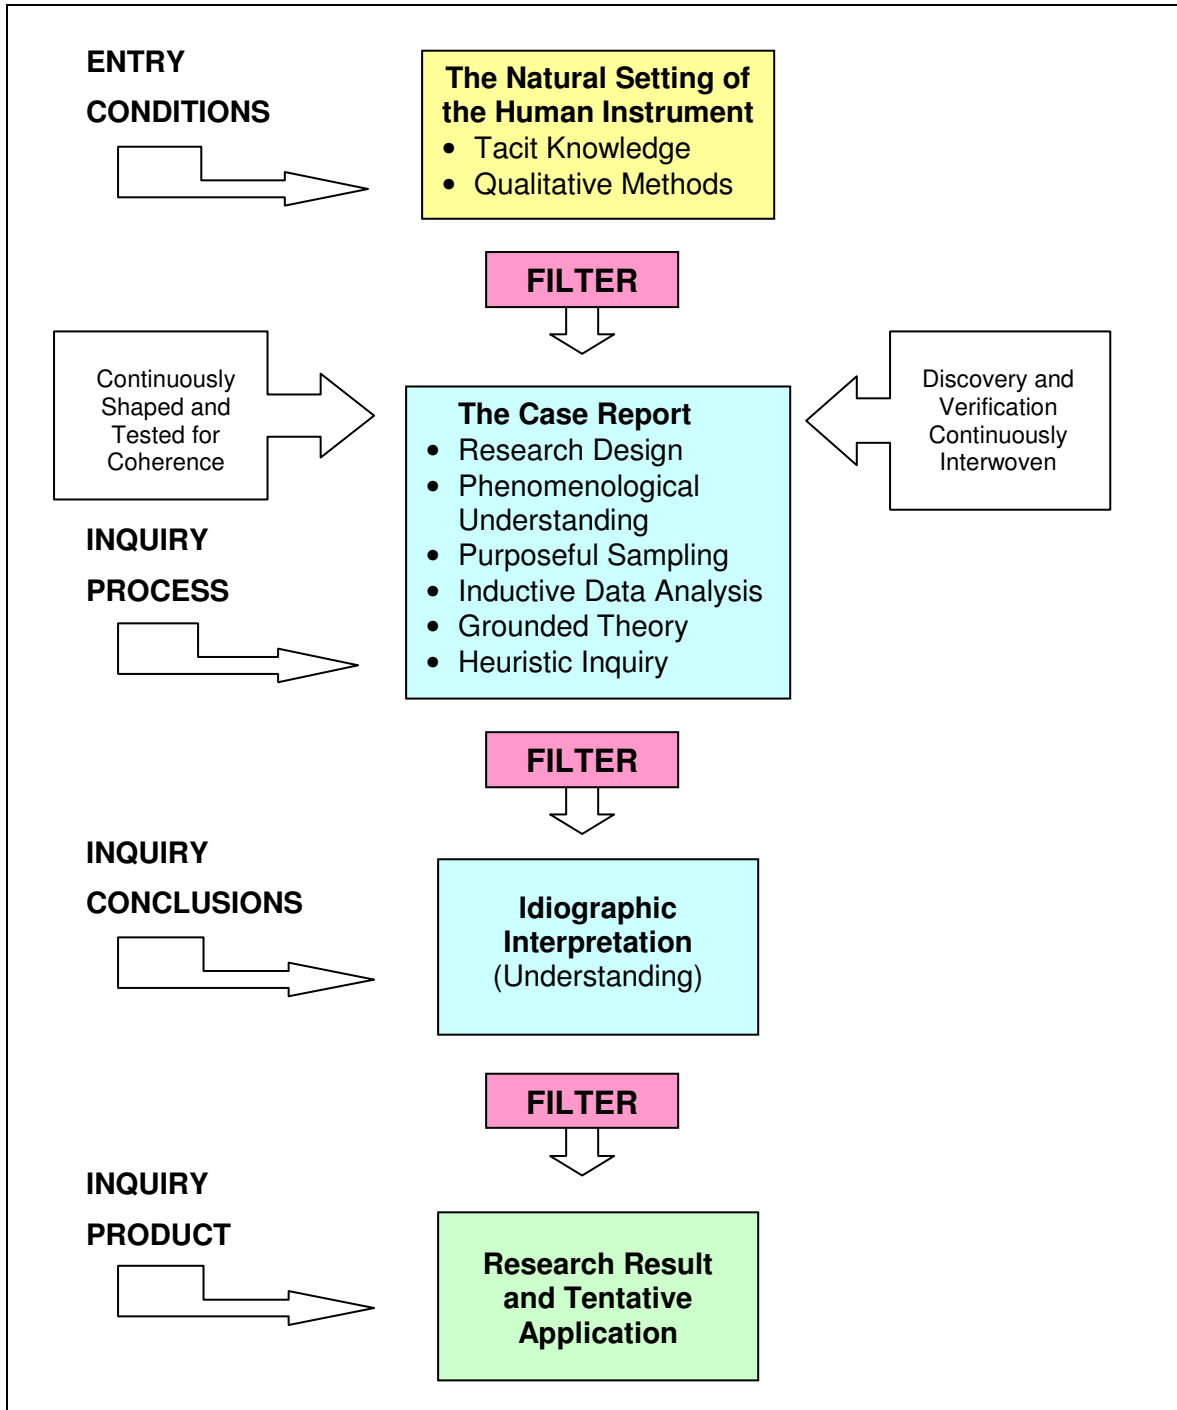 ENTRY
CONDITIONS
The Natural Setting of
the Human Instrument
• Tacit Knowledge
• Qualitative Methods
FILTER
Continuously
Shaped and
Tested for
Coherence
The Case Report
• Research Design
• Phenomenological
Understanding
• Purposeful Sampling
• Inductive Data Analysis
• Grounded Theory
• Heuristic Inquiry
Discovery and
Verification
Continuously
Interwoven
INQUIRY
PROCESS
FILTER
INQUIRY
CONCLUSIONS
Idiographic
Interpretation
(Understanding)
FILTER
INQUIRY
PRODUCT
Research Result
and Tentative
Application